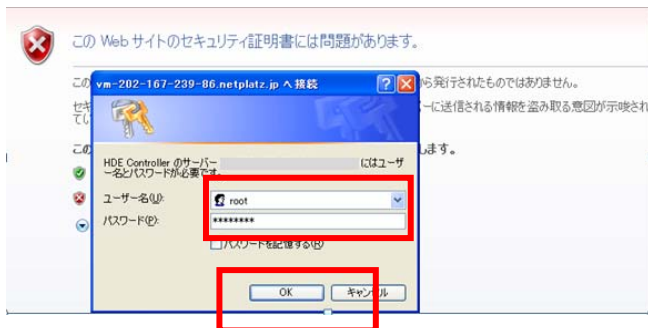 この Web サイトのセキュリティ証明書には問題があります。
この
ら発行されたものではありません。
vm-202-167-239-86.netplatz.jp へ接続
セキ
ーに送信される情報を盗み取る意図が示唆され
てい
この
します。
HDE Controller のサーバー
にはユーザ
ー名とパスワードが必要です。
ユーザー名(U):
root
パスワード(P):
********
パスワードを記憶する(R)
OK
キャンセル